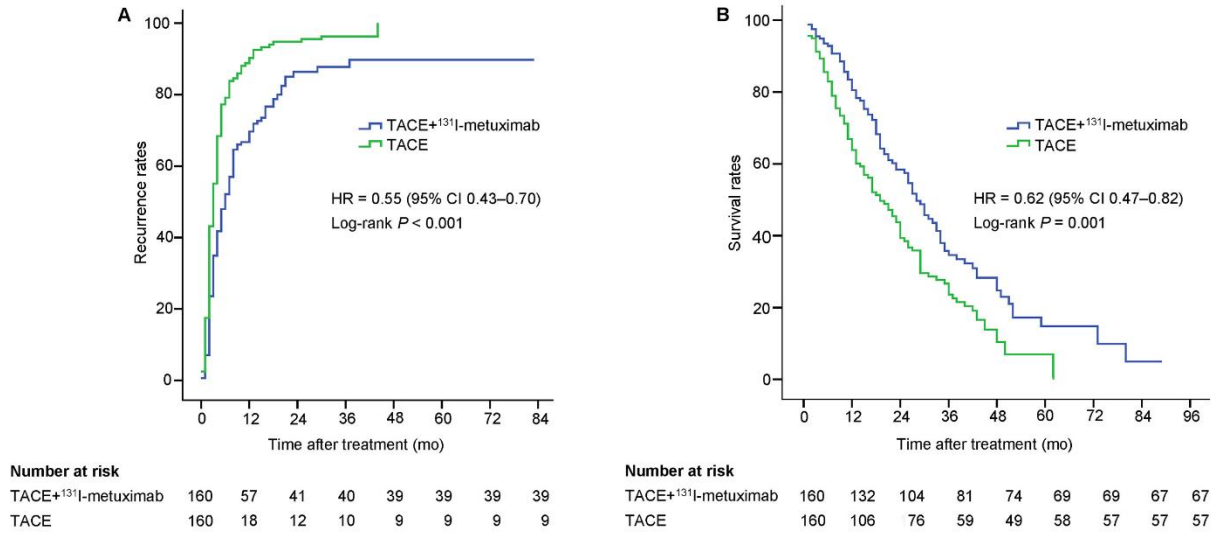 A
100
80
60
40
20
0
Recurrence rates
TACE+¹³¹I-metuximab
TACE
HR = 0.55 (95% CI 0.43–0.70)
Log-rank P < 0.001
0 12 24 36 48 60 72 84
Time after treatment (mo)
Number at risk
TACE+¹³¹I-metuximab 160 57 41 40 39 39 39 39
TACE 160 18 12 10 9 9 9 9
B
100
80
60
40
20
0
Survival rates
TACE+¹³¹I-metuximab
TACE
HR = 0.62 (95% CI 0.47–0.82)
Log-rank P = 0.001
0 12 24 36 48 60 72 84 96
Time after treatment (mo)
Number at risk
TACE+¹³¹I-metuximab 160 132 104 81 74 69 69 67 67
TACE 160 106 76 59 49 58 57 57 57